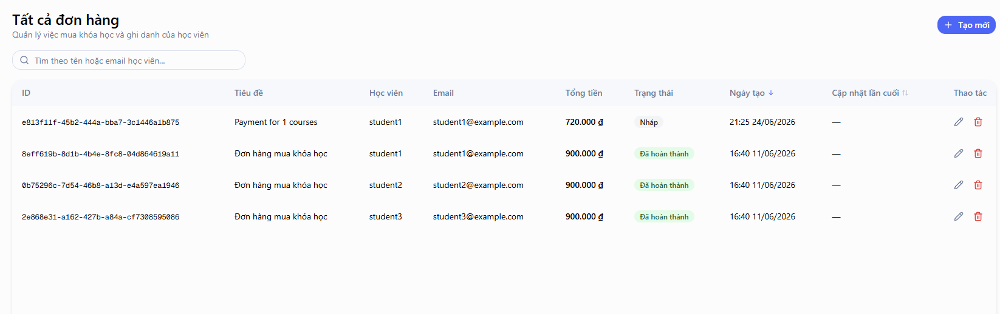 Tất cả đơn hàng
Quản lý việc mua khóa học và ghi danh của học viên
Tạo mới
Tìm theo tên hoặc email học viên...
ID Tiêu đề Học viên Email Tổng tiền Trạng thái Ngày tạo Cập nhật lần cuối Thao tác
e813f11f-45b2-444a-bba7-3c1446a1b875 Payment for 1 courses student1 student1@example.com 720.000 ₫ Nháp 21:25 24/06/2026 —
8eff619b-8d1b-4b4e-8fc8-04d864619a11 Đơn hàng mua khóa học student1 student1@example.com 900.000 ₫ Đã hoàn thành 16:40 11/06/2026 —
0b75296c-7d54-46b8-a13d-e4a597ea1946 Đơn hàng mua khóa học student2 student2@example.com 900.000 ₫ Đã hoàn thành 16:40 11/06/2026 —
2e868e31-a162-427b-a84a-cf7308595086 Đơn hàng mua khóa học student3 student3@example.com 900.000 ₫ Đã hoàn thành 16:40 11/06/2026 —